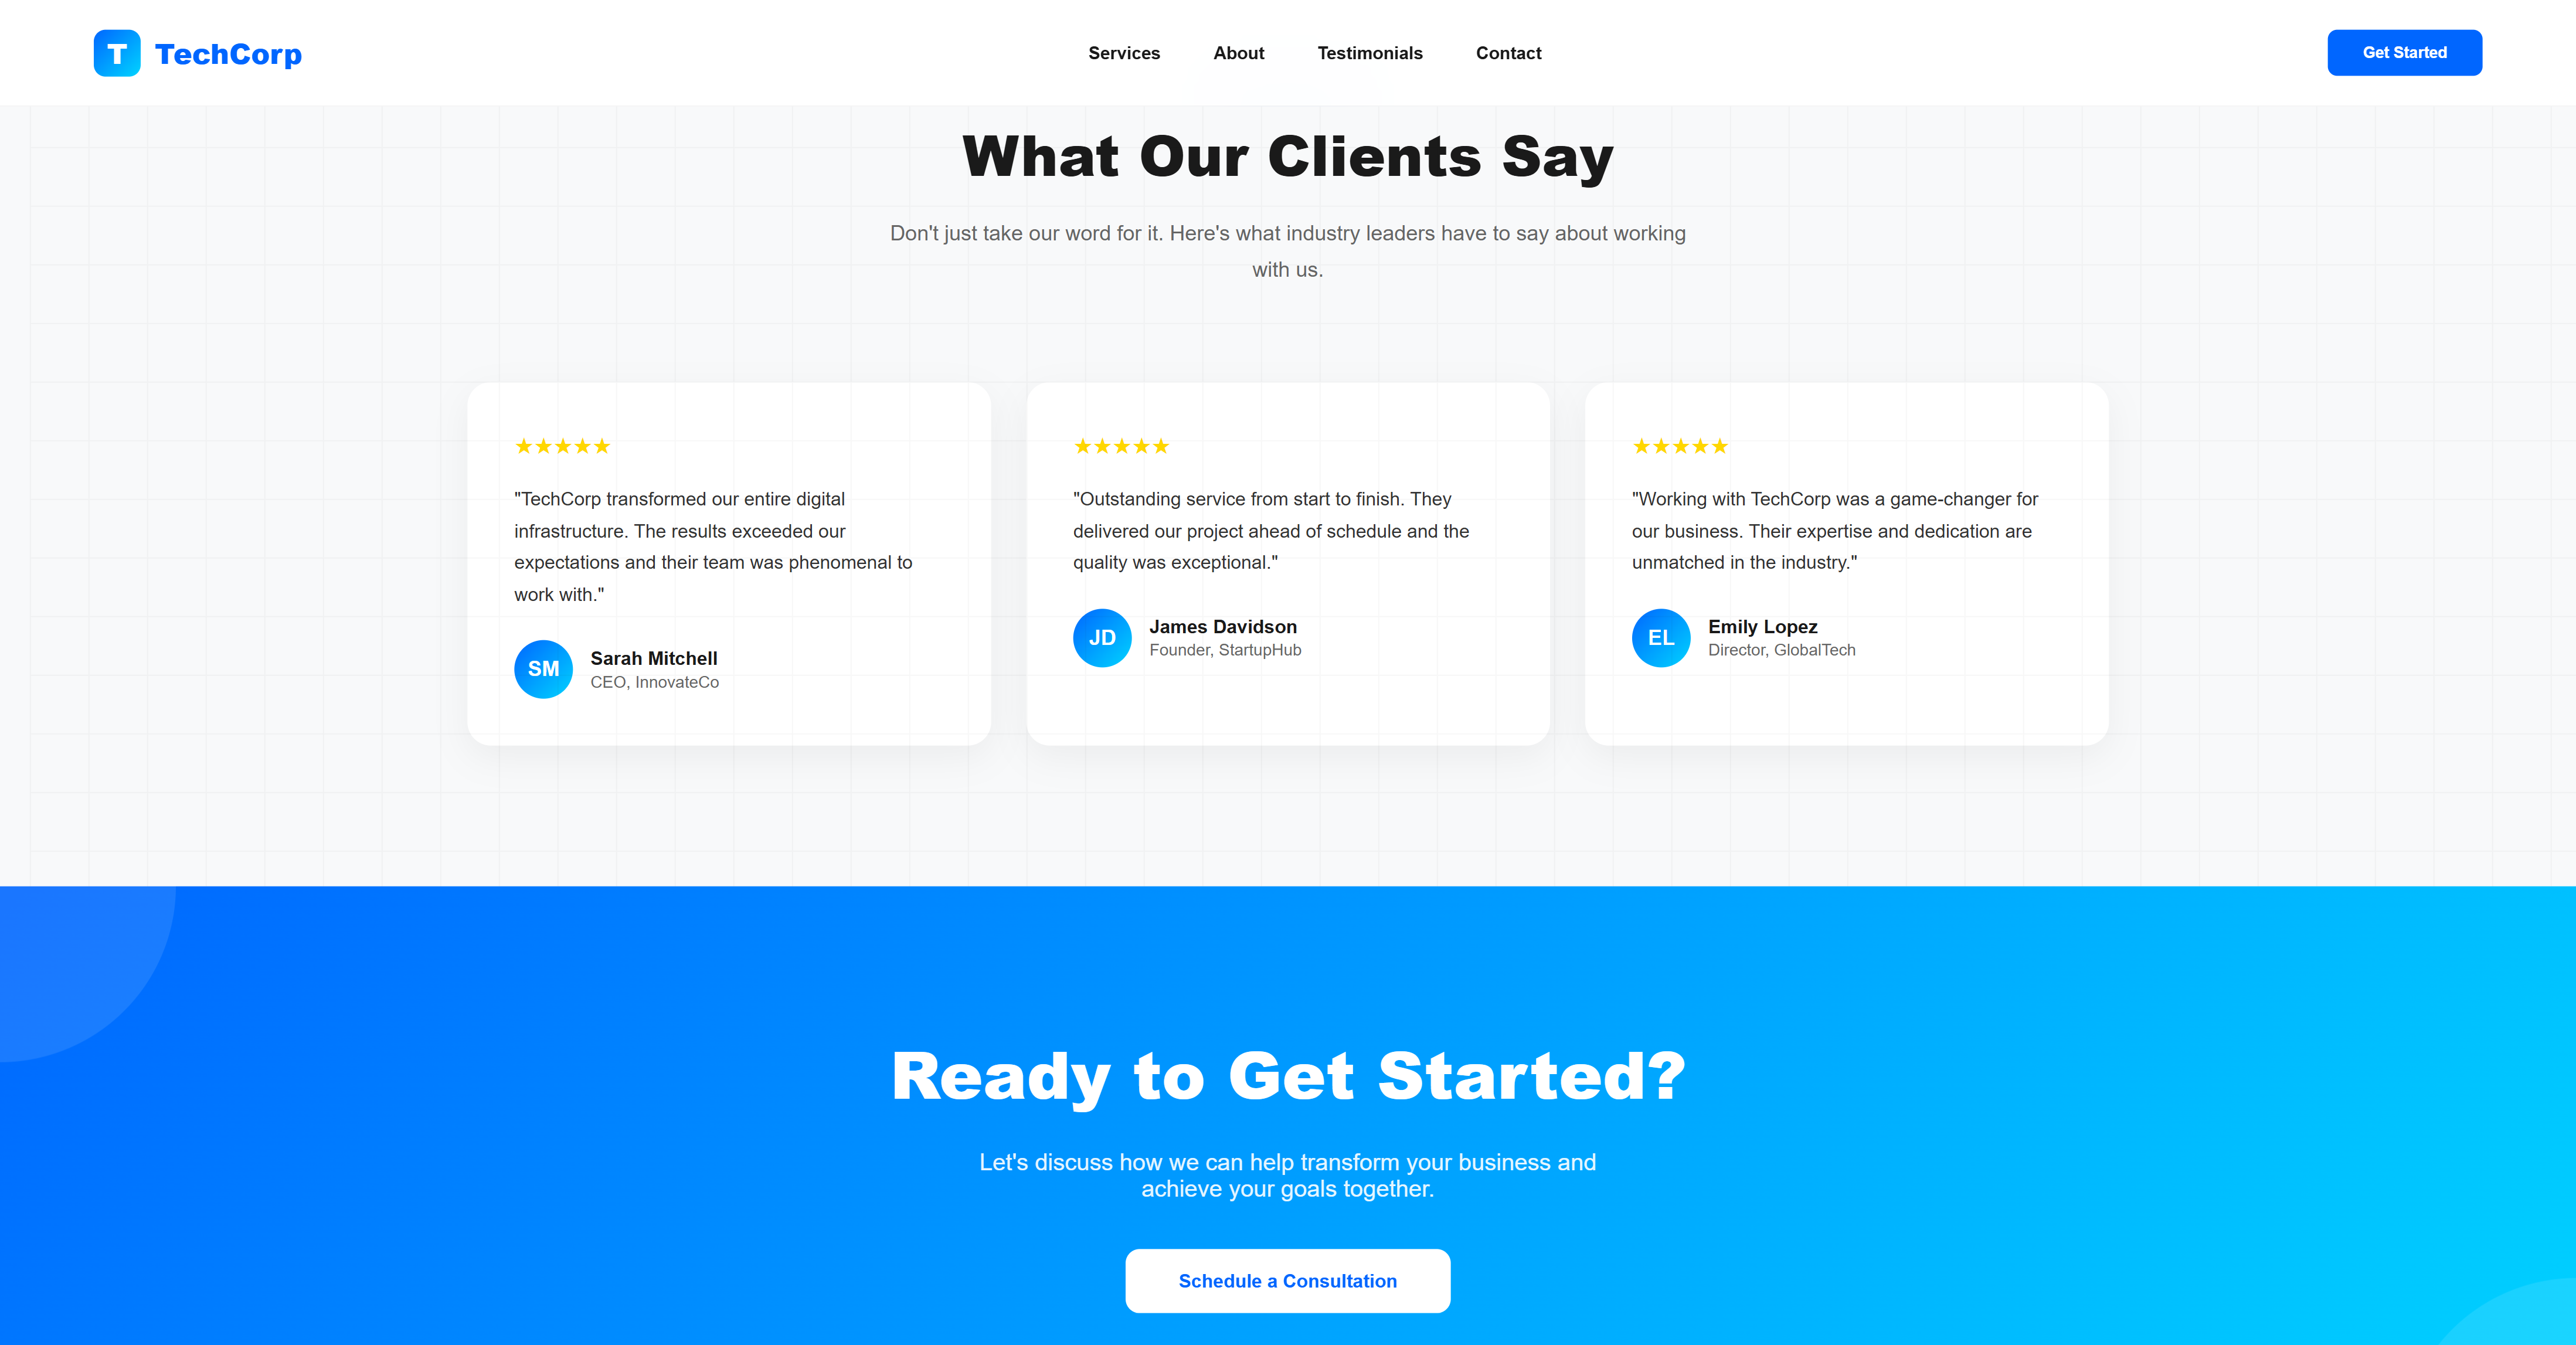 T TechCorp
Services About Testimonials Contact
Get Started
What Our Clients Say
Don't just take our word for it. Here's what industry leaders have to say about working
with us.
★★★★★
"TechCorp transformed our entire digital
infrastructure. The results exceeded our
expectations and their team was phenomenal to
work with."
SM
Sarah Mitchell
CEO, InnovateCo
★★★★★
"Outstanding service from start to finish. They
delivered our project ahead of schedule and the
quality was exceptional."
JD
James Davidson
Founder, StartupHub
★★★★★
"Working with TechCorp was a game-changer for
our business. Their expertise and dedication are
unmatched in the industry."
EL
Emily Lopez
Director, GlobalTech
Ready to Get Started?
Let's discuss how we can help transform your business and
achieve your goals together.
Schedule a Consultation